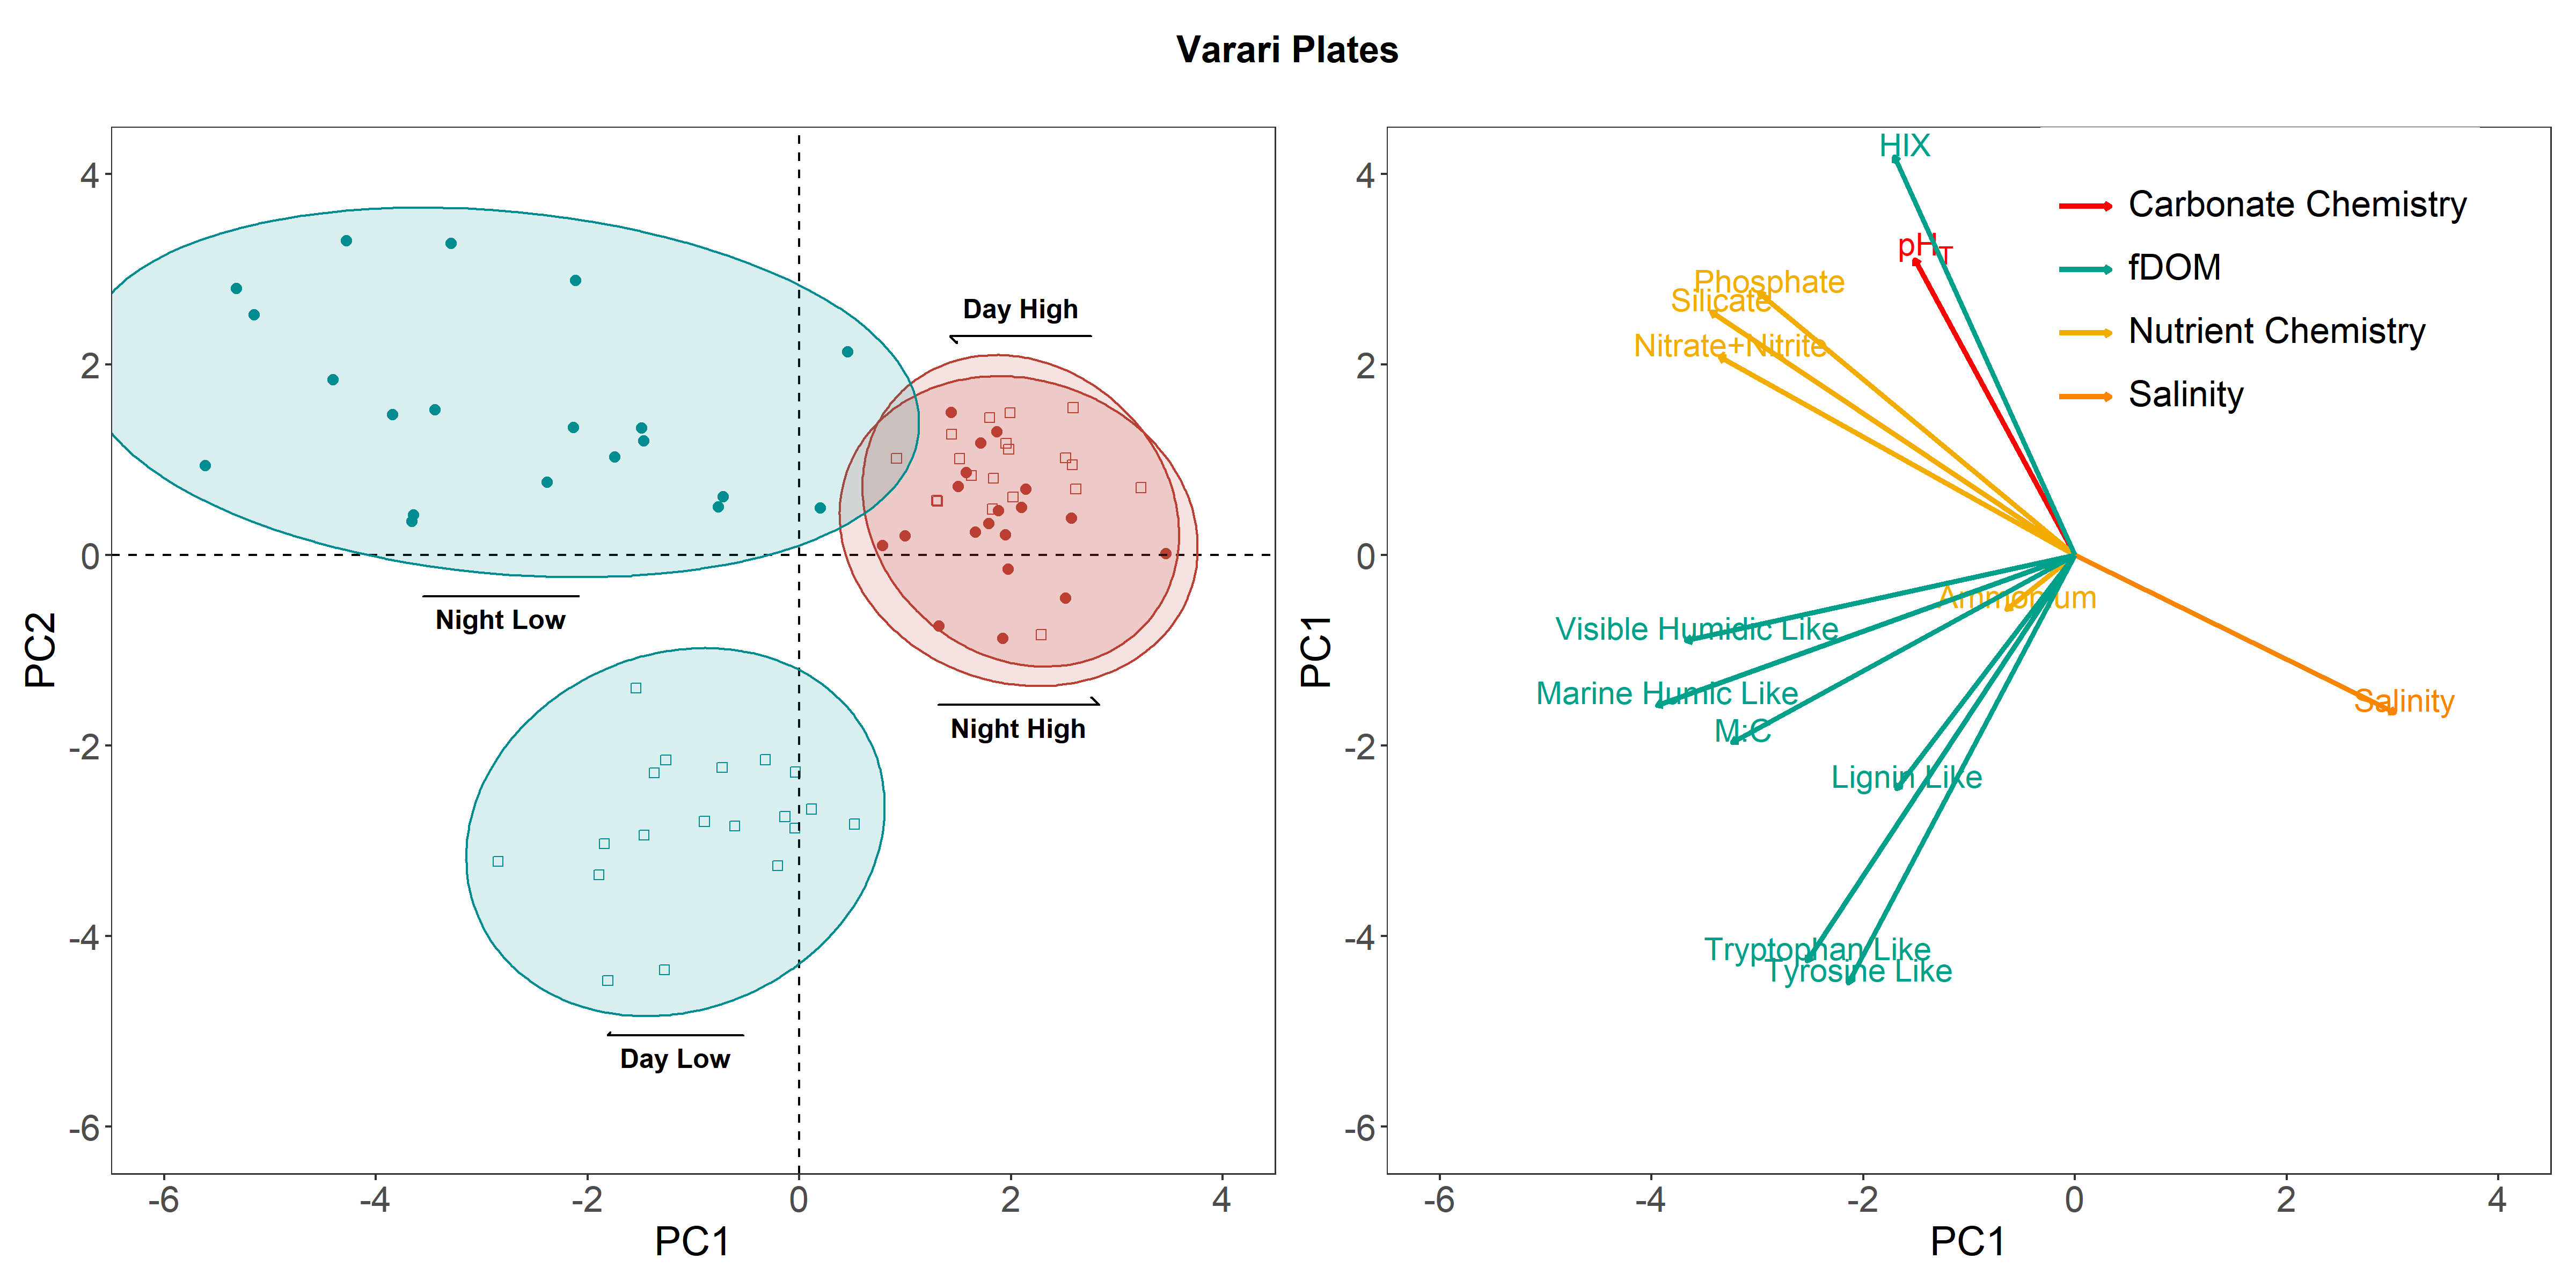 Varari Plates
PC2
4
2
0
-2
-4
-6
Day High
Night Low
Night High
Day Low
-6 -4 -2 0 2 4
PC1
PC1
4
2
0
-2
-4
-6
HIX
pHT
Phosphate
Silicate
Nitrate+Nitrite
Ammonium
Visible Humidic Like
Marine Humic Like
M:C
Lignin Like
Tryptophan Like
Tyrosine Like
Salinity
Carbonate Chemistry
fDOM
Nutrient Chemistry
Salinity
-6 -4 -2 0 2 4
PC1